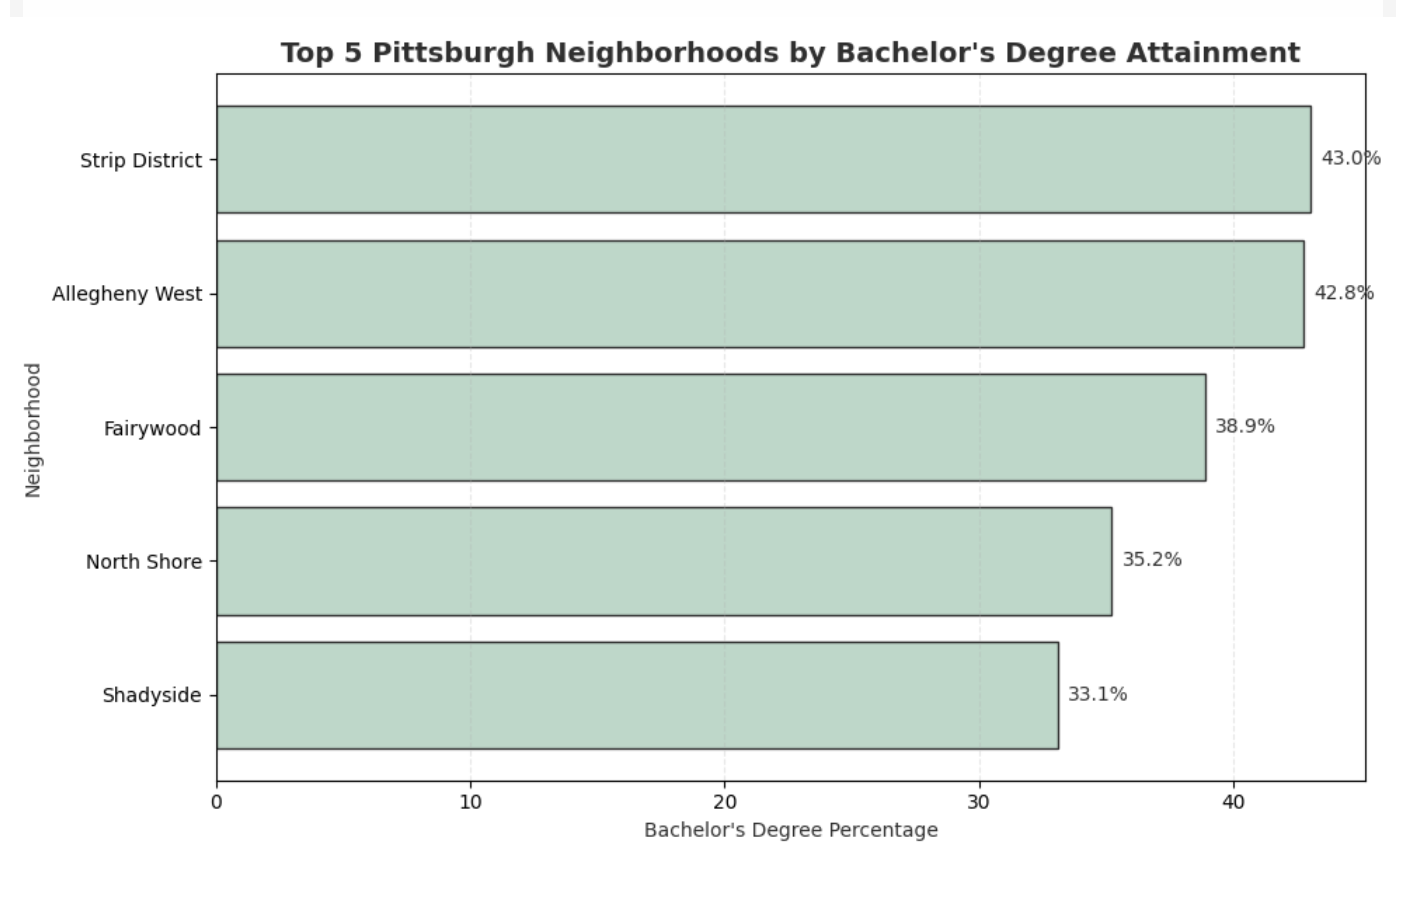 Top 5 Pittsburgh Neighborhoods by Bachelor's Degree Attainment
Neighborhood
Strip District
43.0%
Allegheny West
42.8%
Fairywood
38.9%
North Shore
35.2%
Shadyside
33.1%
0 10 20 30 40
Bachelor's Degree Percentage